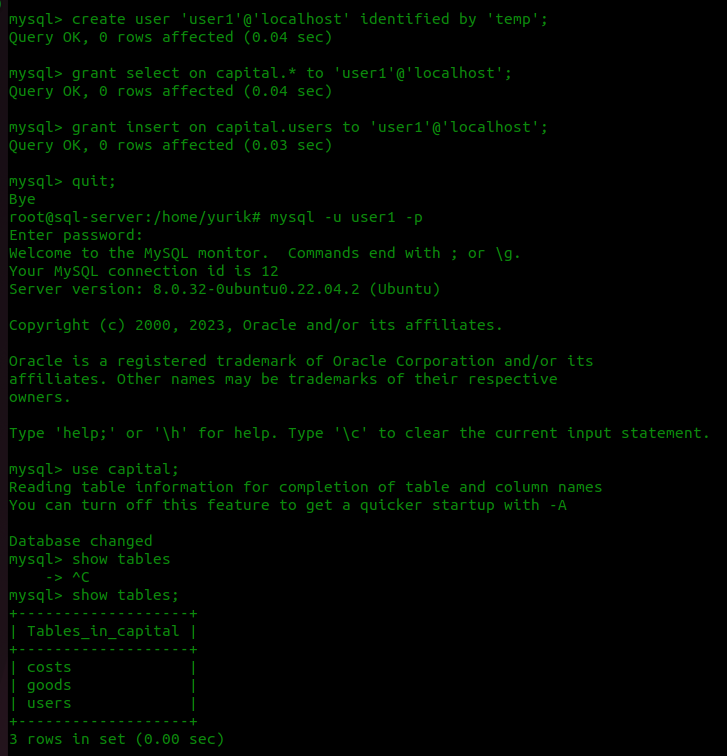 mysql> create user 'user1'@'localhost' identified by 'temp';
Query OK, 0 rows affected (0.04 sec)

mysql> grant select on capital.* to 'user1'@'localhost';
Query OK, 0 rows affected (0.04 sec)

mysql> grant insert on capital.users to 'user1'@'localhost';
Query OK, 0 rows affected (0.03 sec)

mysql> quit;
Bye
root@sql-server:/home/yurik# mysql -u user1 -p
Enter password:
Welcome to the MySQL monitor.  Commands end with ; or \g.
Your MySQL connection id is 12
Server version: 8.0.32-0ubuntu0.22.04.2 (Ubuntu)

Copyright (c) 2000, 2023, Oracle and/or its affiliates.

Oracle is a registered trademark of Oracle Corporation and/or its
affiliates. Other names may be trademarks of their respective
owners.

Type 'help;' or '\h' for help. Type '\c' to clear the current input statement.

mysql> use capital;
Reading table information for completion of table and column names
You can turn off this feature to get a quicker startup with -A

Database changed
mysql> show tables
    -> ^C
mysql> show tables;
+-------------------+
| Tables_in_capital |
+-------------------+
| costs             |
| goods             |
| users             |
+-------------------+
3 rows in set (0.00 sec)